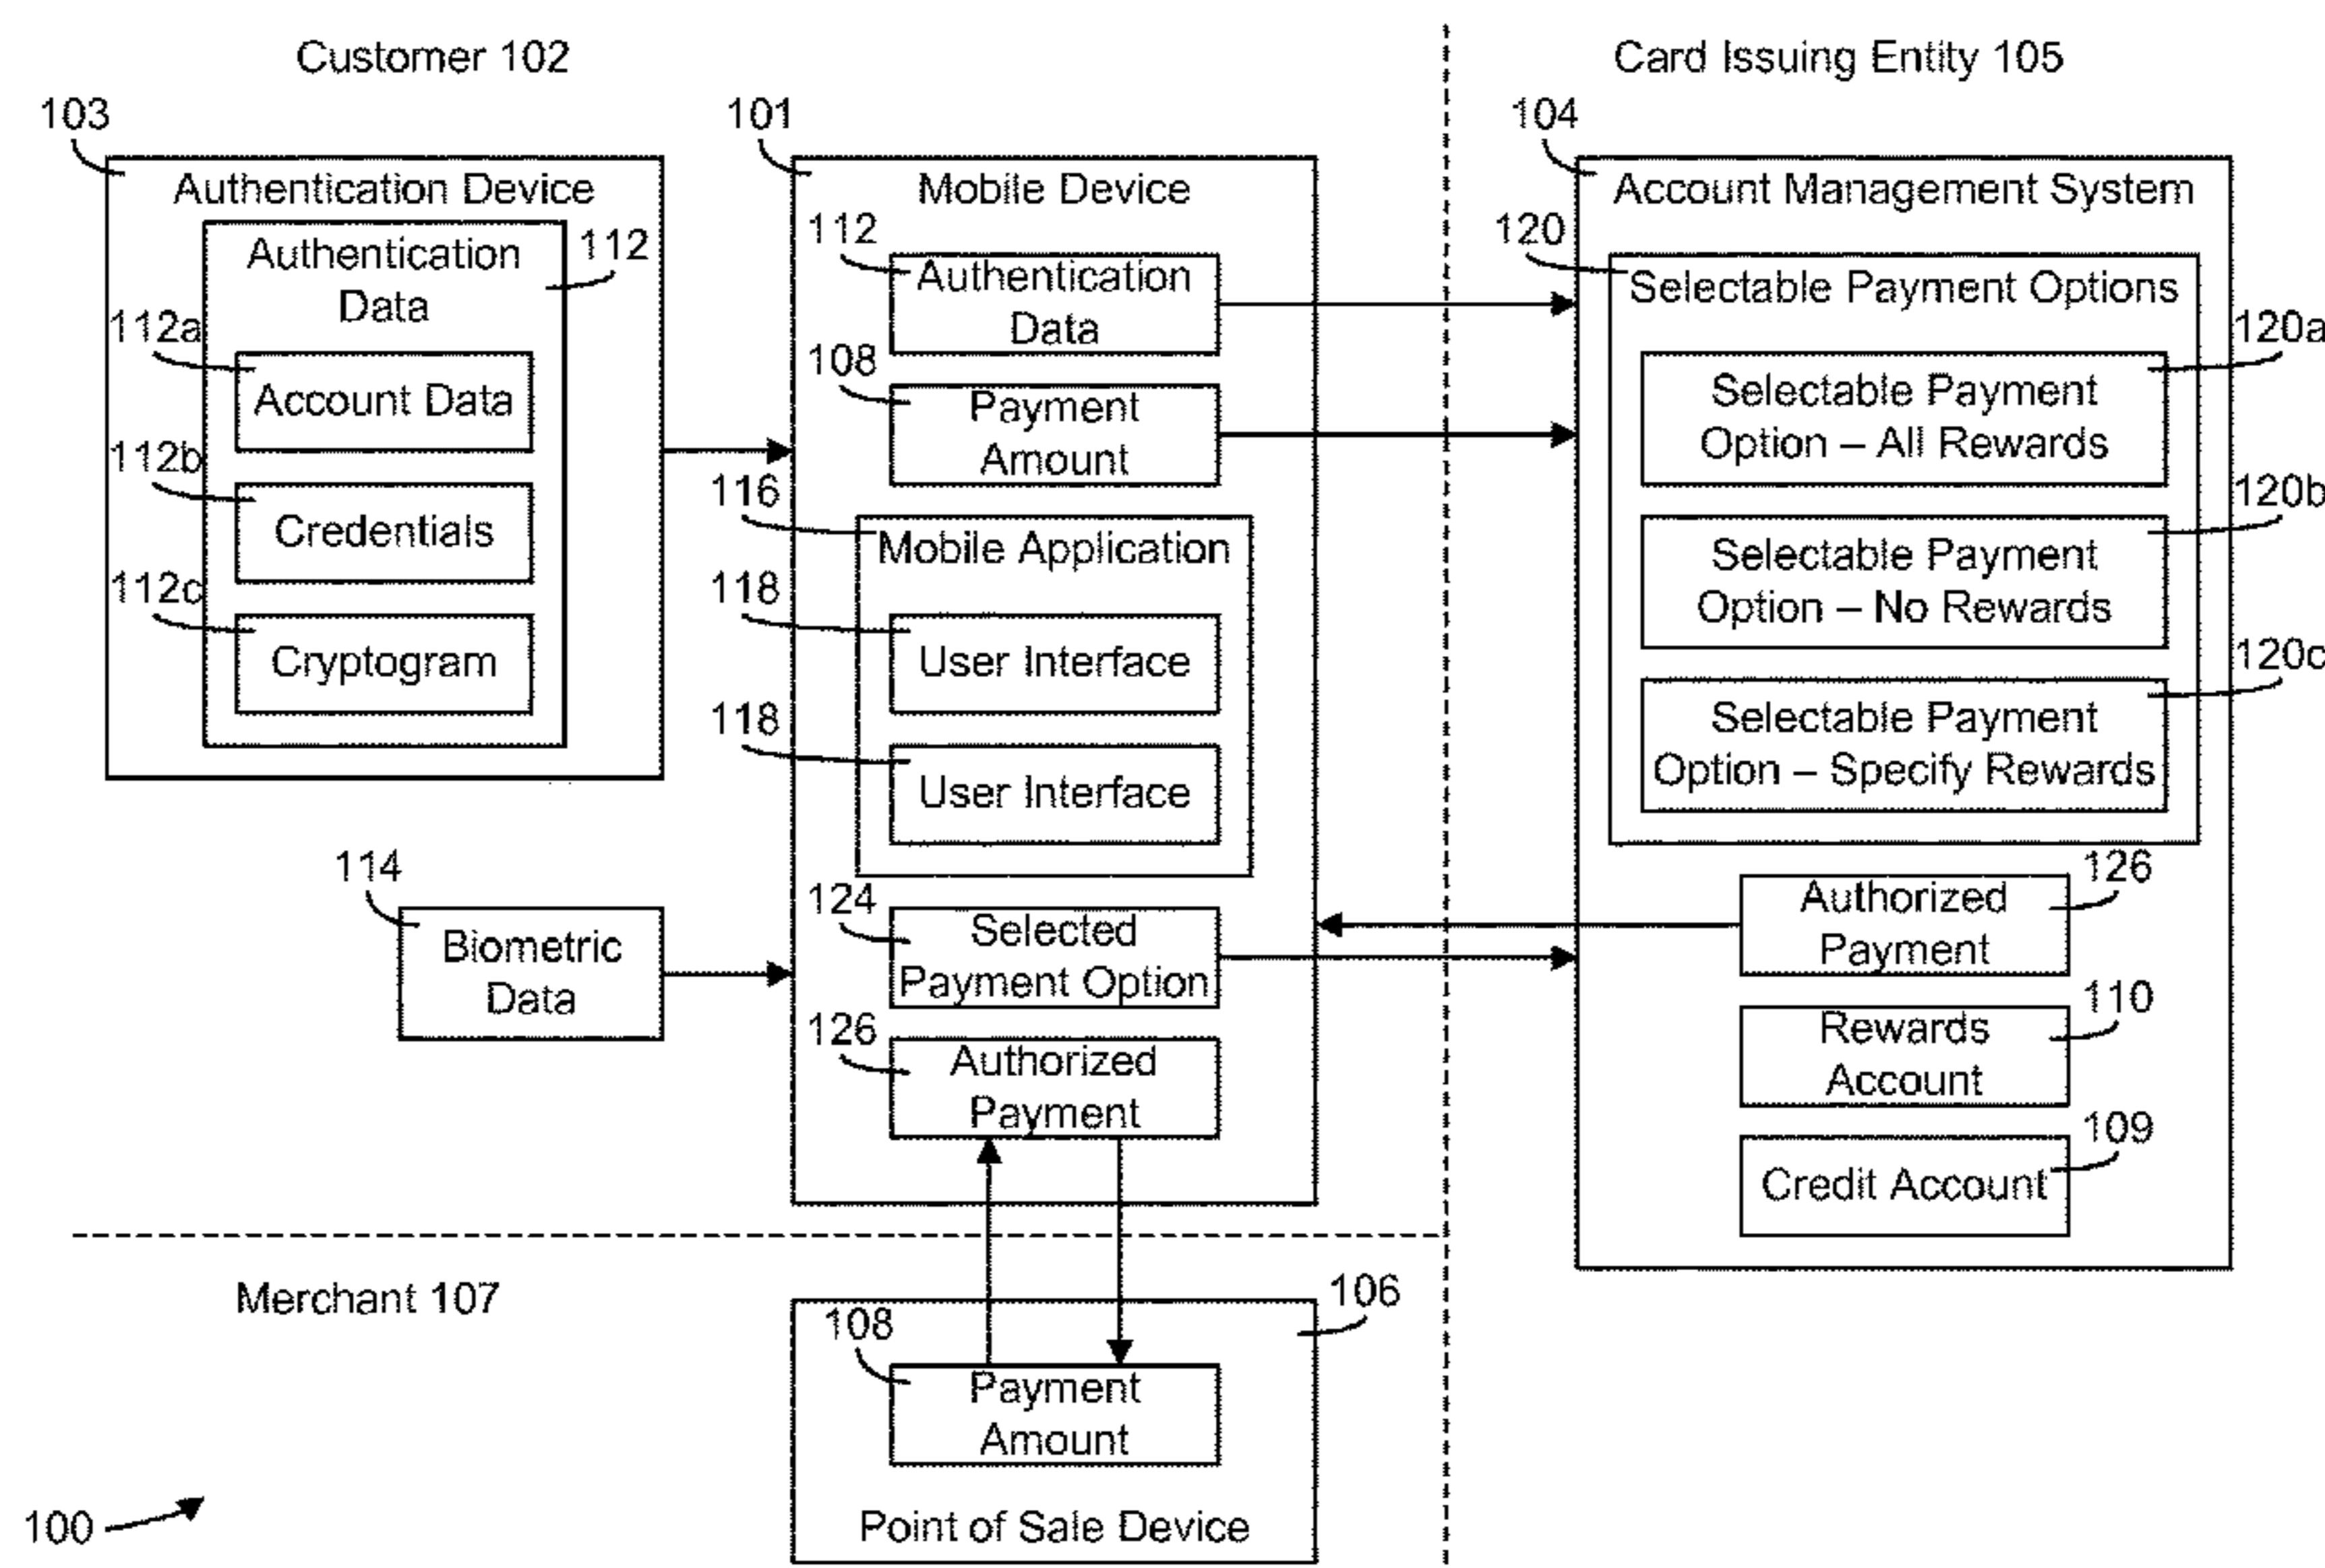 Customer 102
Card Issuing Entity 105
103
Authentication Device
Authentication
Data
112
112a
Account Data
112b
Credentials
112c
Cryptogram
114
Biometric
Data
101
Mobile Device
112
Authentication
Data
108
Payment
Amount
116
Mobile Application
118
User Interface
118
User Interface
124
Selected
Payment Option
126
Authorized
Payment
104
Account Management System
120
Selectable Payment Options
120a
Selectable Payment
Option – All Rewards
120b
Selectable Payment
Option – No Rewards
120c
Selectable Payment
Option – Specify Rewards
126
Authorized
Payment
110
Rewards
Account
109
Credit Account
Merchant 107
106
108
Payment
Amount
Point of Sale Device
100